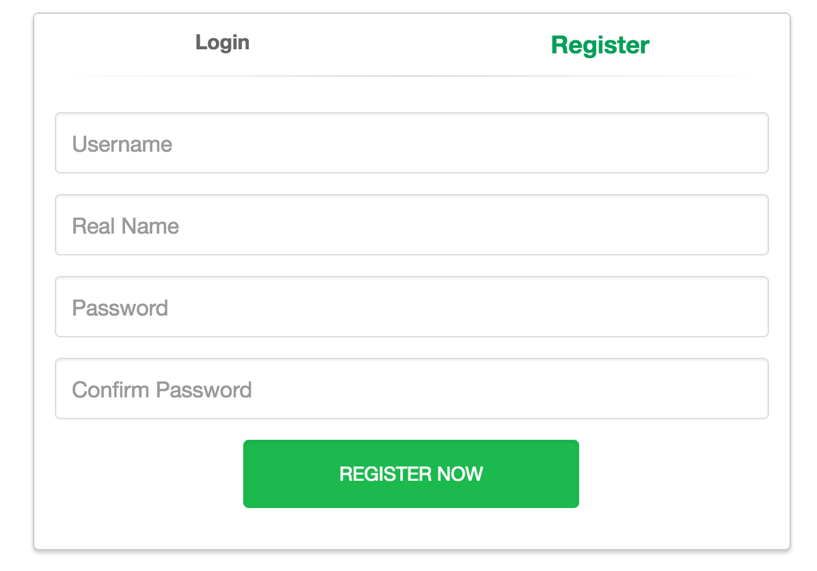 Login
Register
Username
Real Name
Password
Confirm Password
REGISTER NOW